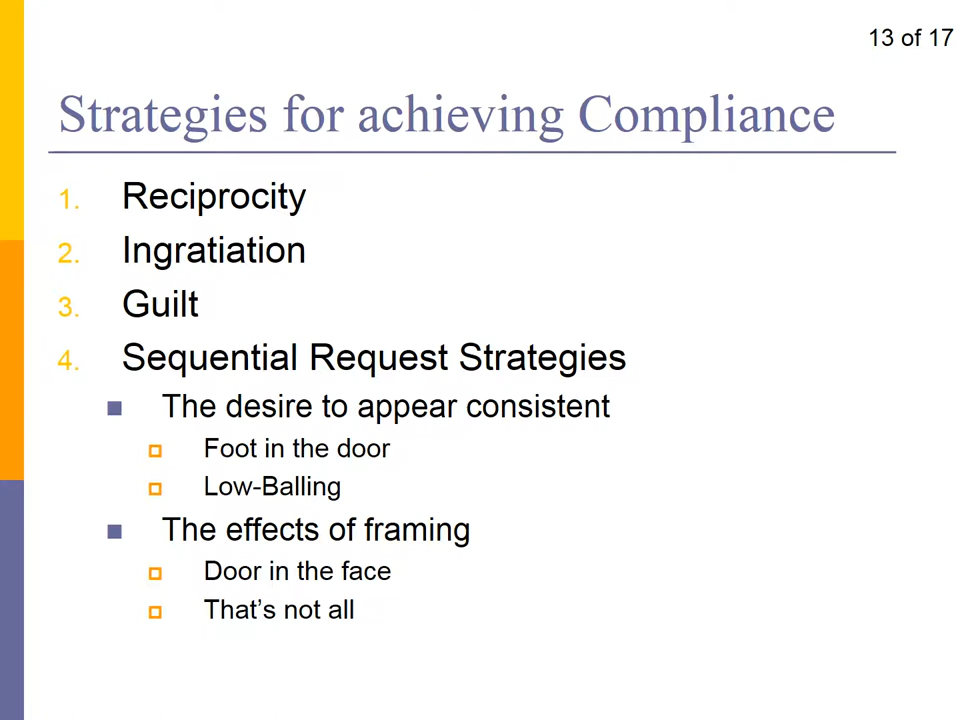 13 of 17
Strategies for achieving Compliance
1. Reciprocity
2. Ingratiation
3. Guilt
4. Sequential Request Strategies
The desire to appear consistent
Foot in the door
Low-Balling
The effects of framing
Door in the face
That’s not all